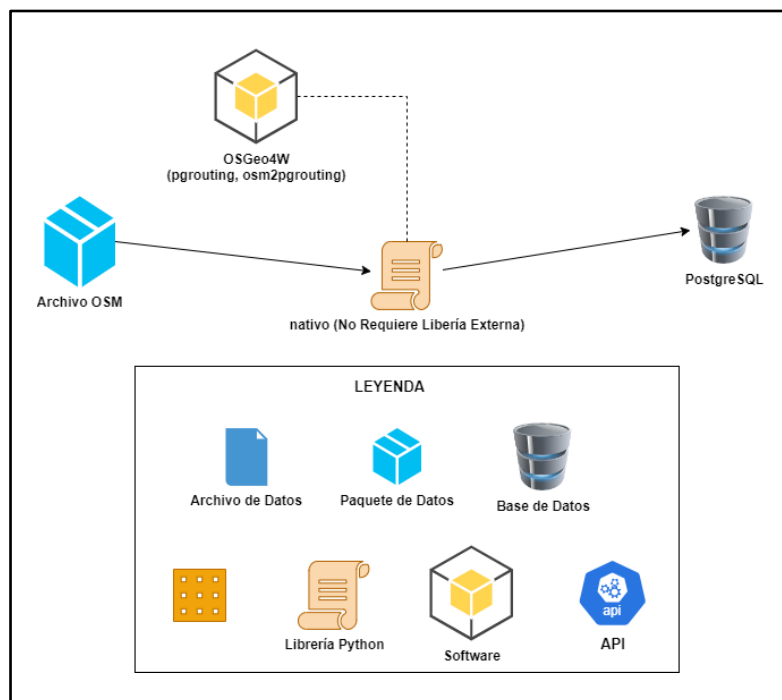 OSGeo4W
(pgrouting, osm2pgrouting)
Archivo OSM
PostgreSQL
nativo (No Requiere Libería Externa)
LEYENDA
Archivo de Datos
Paquete de Datos
Base de Datos
Librería Python
Software
api
API